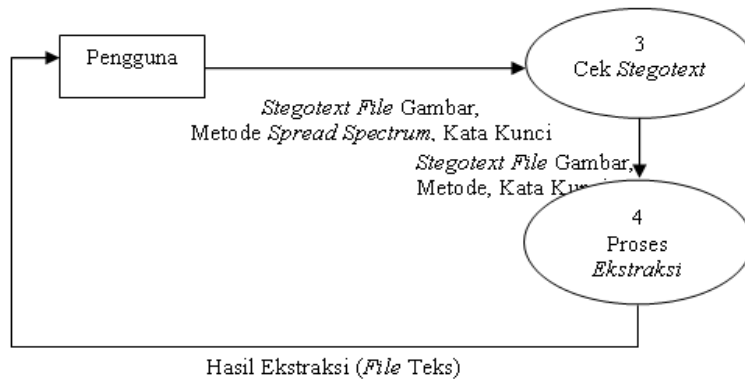 Pengguna
3
Cek Stegotext
Stegotext File Gambar,
Metode Spread Spectrum, Kata Kunci
Stegotext File Gambar,
Metode, Kata Kunci
4
Proses
Ekstraksi
Hasil Ekstraksi (File Teks)